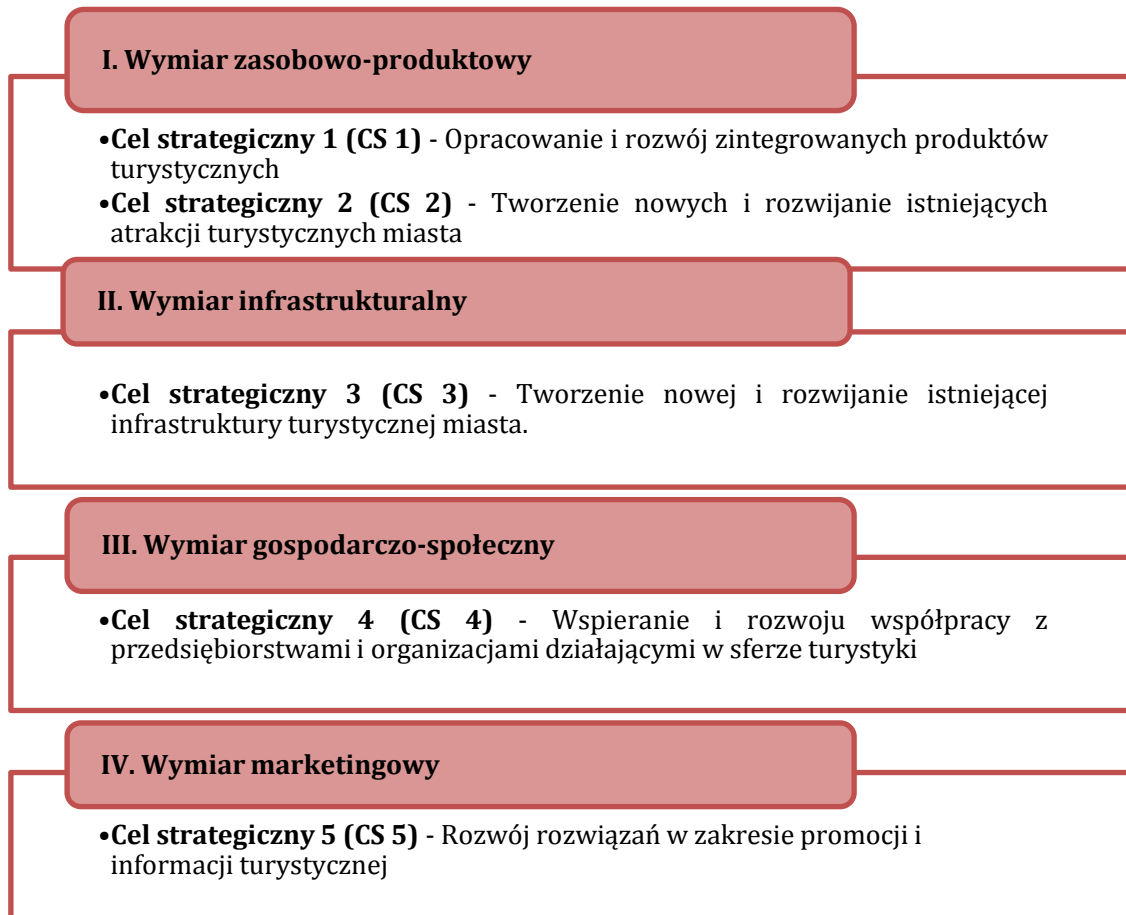 I. Wymiar zasobowo-produktowy
•Cel strategiczny 1 (CS 1) - Opracowanie i rozwój zintegrowanych produktów
turystycznych
•Cel strategiczny 2 (CS 2) - Tworzenie nowych i rozwijanie istniejących
atrakcji turystycznych miasta
II. Wymiar infrastrukturalny
•Cel strategiczny 3 (CS 3) - Tworzenie nowej i rozwijanie istniejącej
infrastruktury turystycznej miasta.
III. Wymiar gospodarczo-społeczny
•Cel strategiczny 4 (CS 4) - Wspieranie i rozwoju współpracy z
przedsiębiorstwami i organizacjami działającymi w sferze turystyki
IV. Wymiar marketingowy
•Cel strategiczny 5 (CS 5) - Rozwój rozwiązań w zakresie promocji i
informacji turystycznej